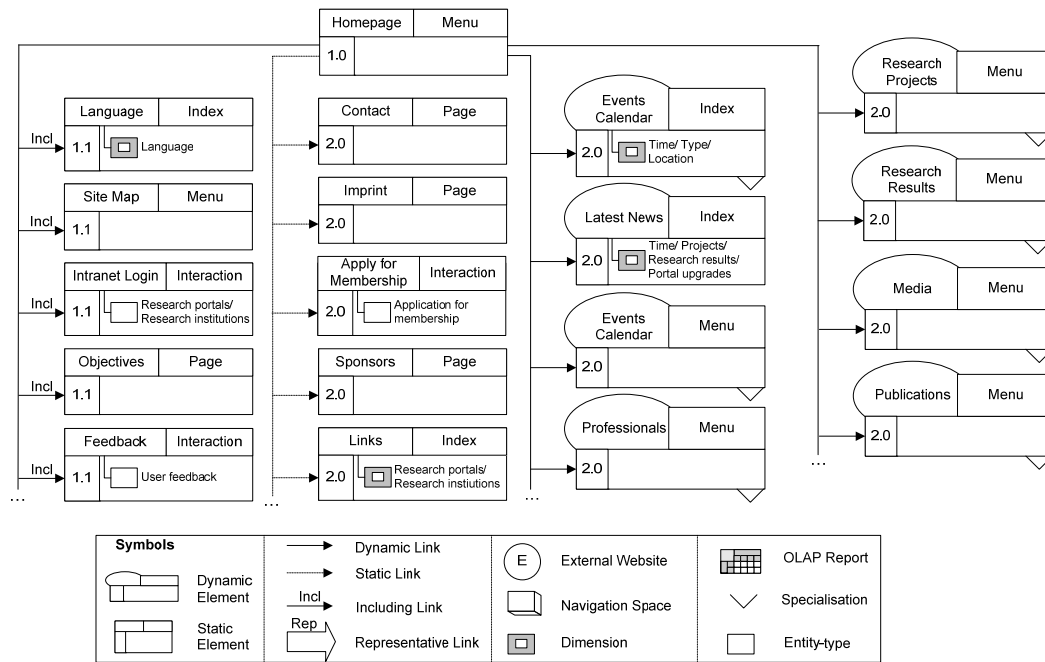 Homepage Menu
1.0
Language Index
Incl
1.1
Language
Site Map Menu
Incl
1.1
Intranet Login Interaction
Incl
1.1
Research portals/
Research institutions
Objectives Page
Incl
1.1
Feedback Interaction
Incl
1.1
User feedback
...
Contact Page
2.0
Imprint Page
2.0
Apply for
Membership Interaction
2.0
Application for
membership
Sponsors Page
2.0
Links Index
2.0
Research portals/
Research instiutions
...
Events
Calendar
Index
2.0
Time/ Type/
Location
Latest News Index
2.0
Time/ Projects/
Research results/
Portal upgrades
Events
Calendar
Menu
2.0
Professionals Menu
2.0
...
Research
Projects
Menu
2.0
Research
Results
Menu
2.0
Media Menu
2.0
Publications Menu
2.0
...
Symbols
Dynamic
Element
Static
Element
Dynamic Link
Static Link
Incl
Including Link
Rep
Representative Link
E
External Website
Navigation Space
Dimension
OLAP Report
Specialisation
Entity-type